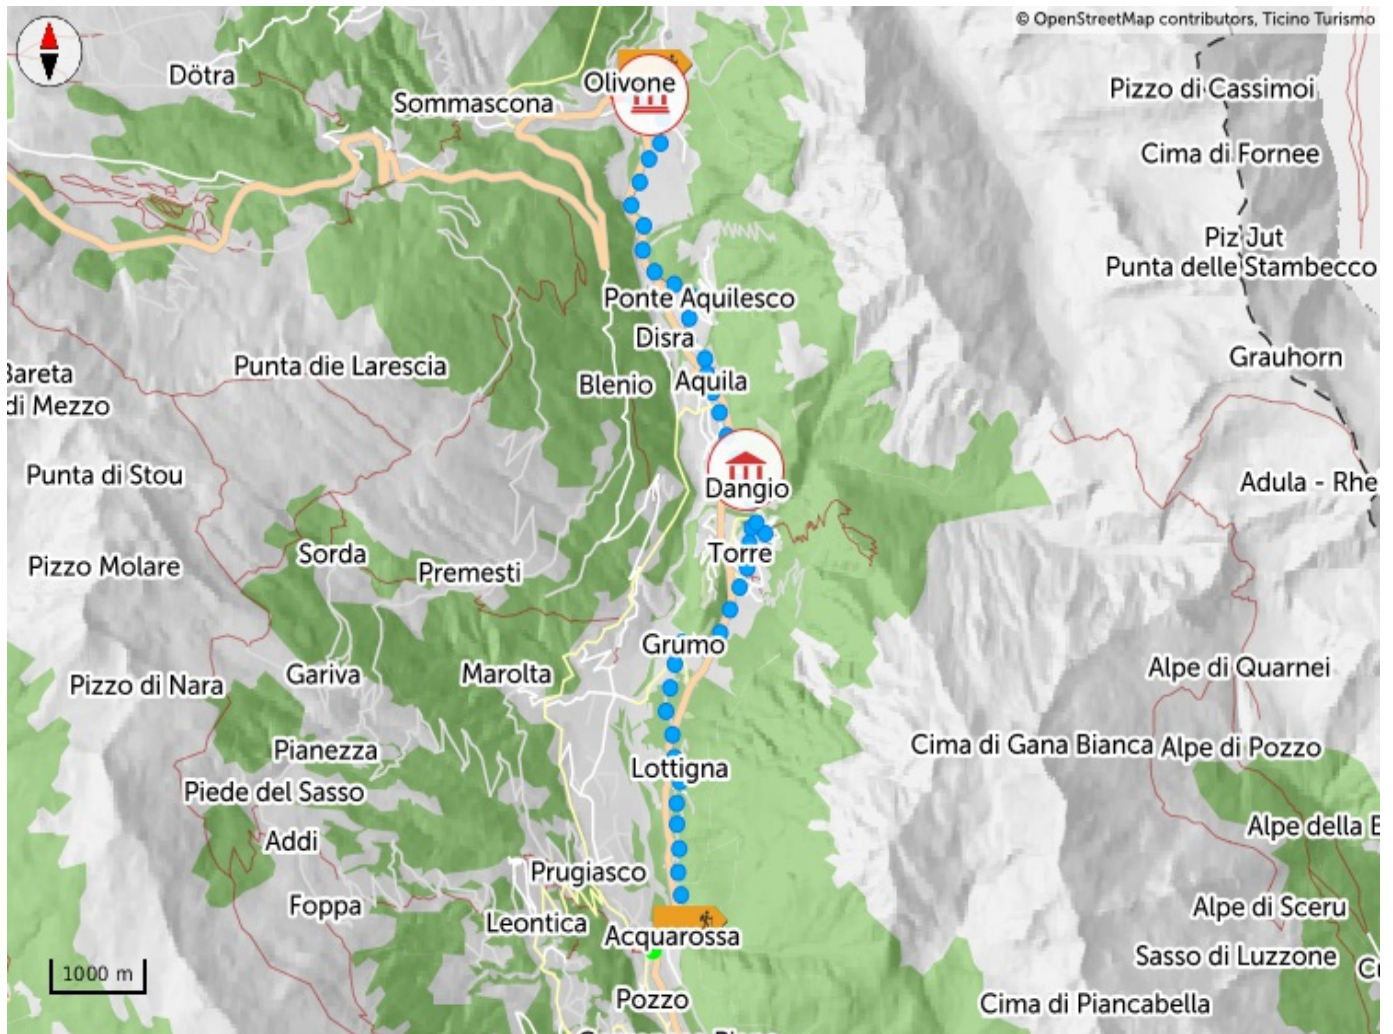 © OpenStreetMap contributors, Ticino Turismo
Dötra
Olivone
Sommascona
Pizzo di Cassimoi
Cima di Fornee
Piz Jut
Punta delle Stambecco
Ponte Aquilesco
Disra
Grauhorn
Punta die Larescia
Bareta
di Mezzo
Blenio
Aquila
Punta di Stou
Dangio
Adula - Rhe
Sorda
Torre
Pizzo Molare
Premesti
Grumo
Marolta
Gariva
Pizzo di Nara
Alpe di Quarnei
Pianezza
Cima di Gana Bianca
Alpe di Pozzo
Lottigna
Piede del Sasso
Addi
Alpe della B
Prugiasco
Foppa
Leontica
Alpe di Sceru
Acquarossa
Sasso di Luzzone
1000 m
Pozzo
Cima di Piancabella